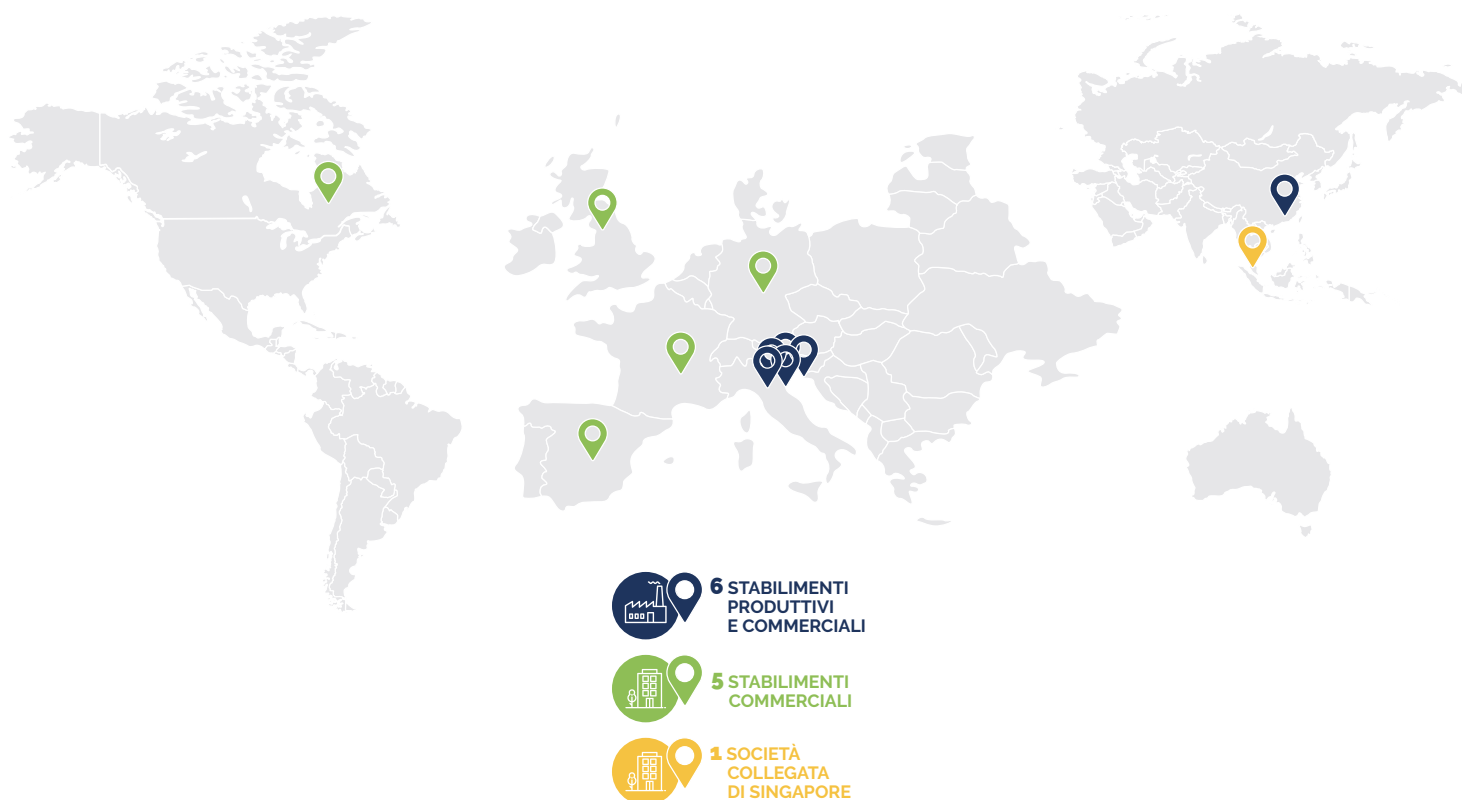 6 STABILIMENTI
PRODUTTIVI
E COMMERCIALI
5 STABILIMENTI
COMMERCIALI
1 SOCIETÀ
COLLEGATA
DI SINGAPORE